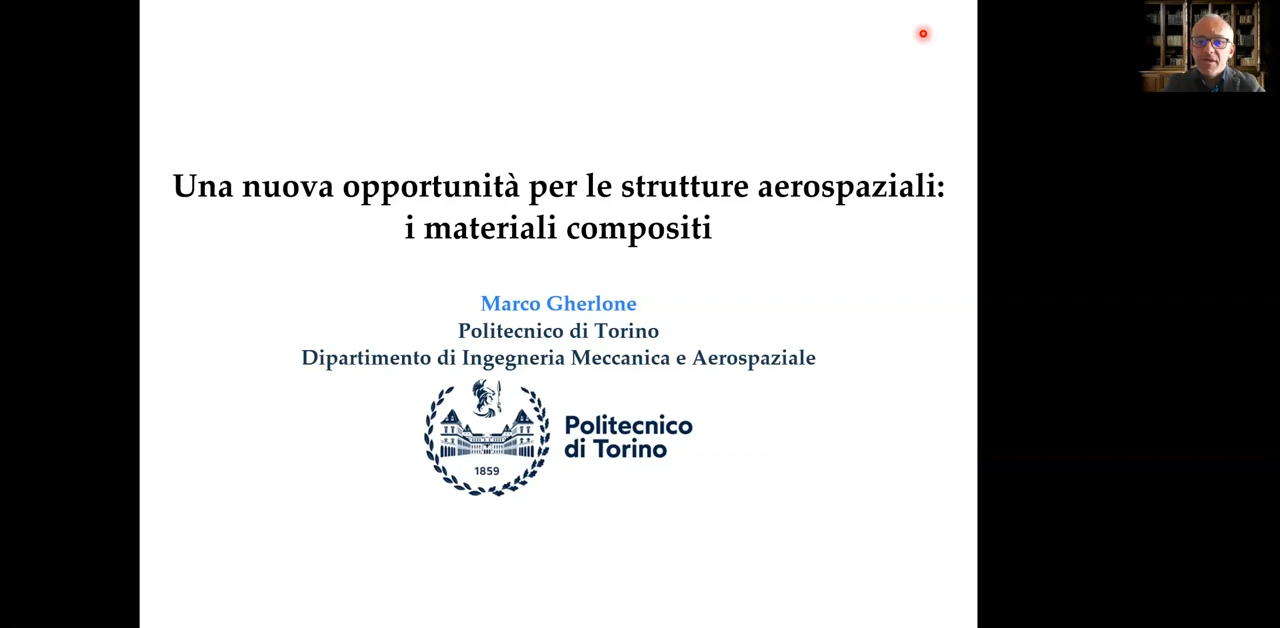 Una nuova opportunità per le strutture aerospaziali:
i materiali compositi
Marco Gherlone
Politecnico di Torino
Dipartimento di Ingegneria Meccanica e Aerospaziale
Politecnico
di Torino
1859